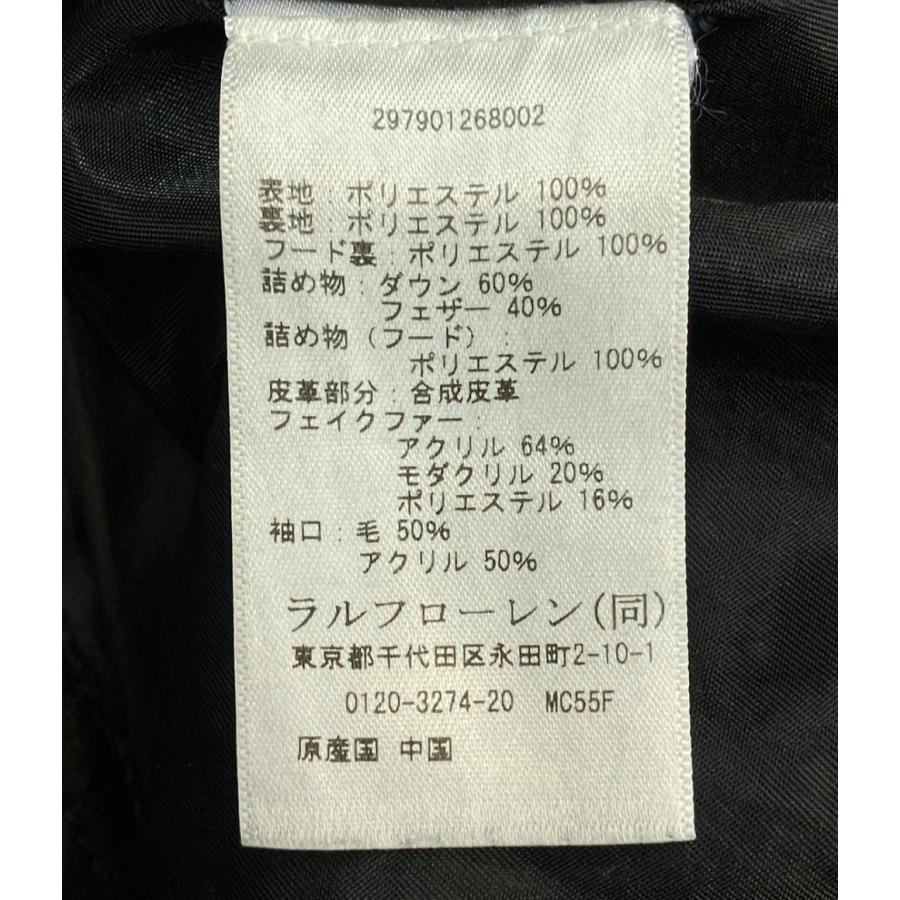 297901268002
表地:ポリエステル 100%
裏地:ポリエステル 100%
フード裏:ポリエステル 100%
詰め物:ダウン 60%
フェザー 40%
詰め物(フード):
ポリエステル 100%
皮革部分:合成皮革
フェイクファー:
アクリル 64%
モダクリル 20%
ポリエステル 16%
袖口:毛 50%
アクリル 50%
ラルフローレン(同)
東京都千代田区永田町2-10-1
0120-3274-20 MC55F
原産国 中国